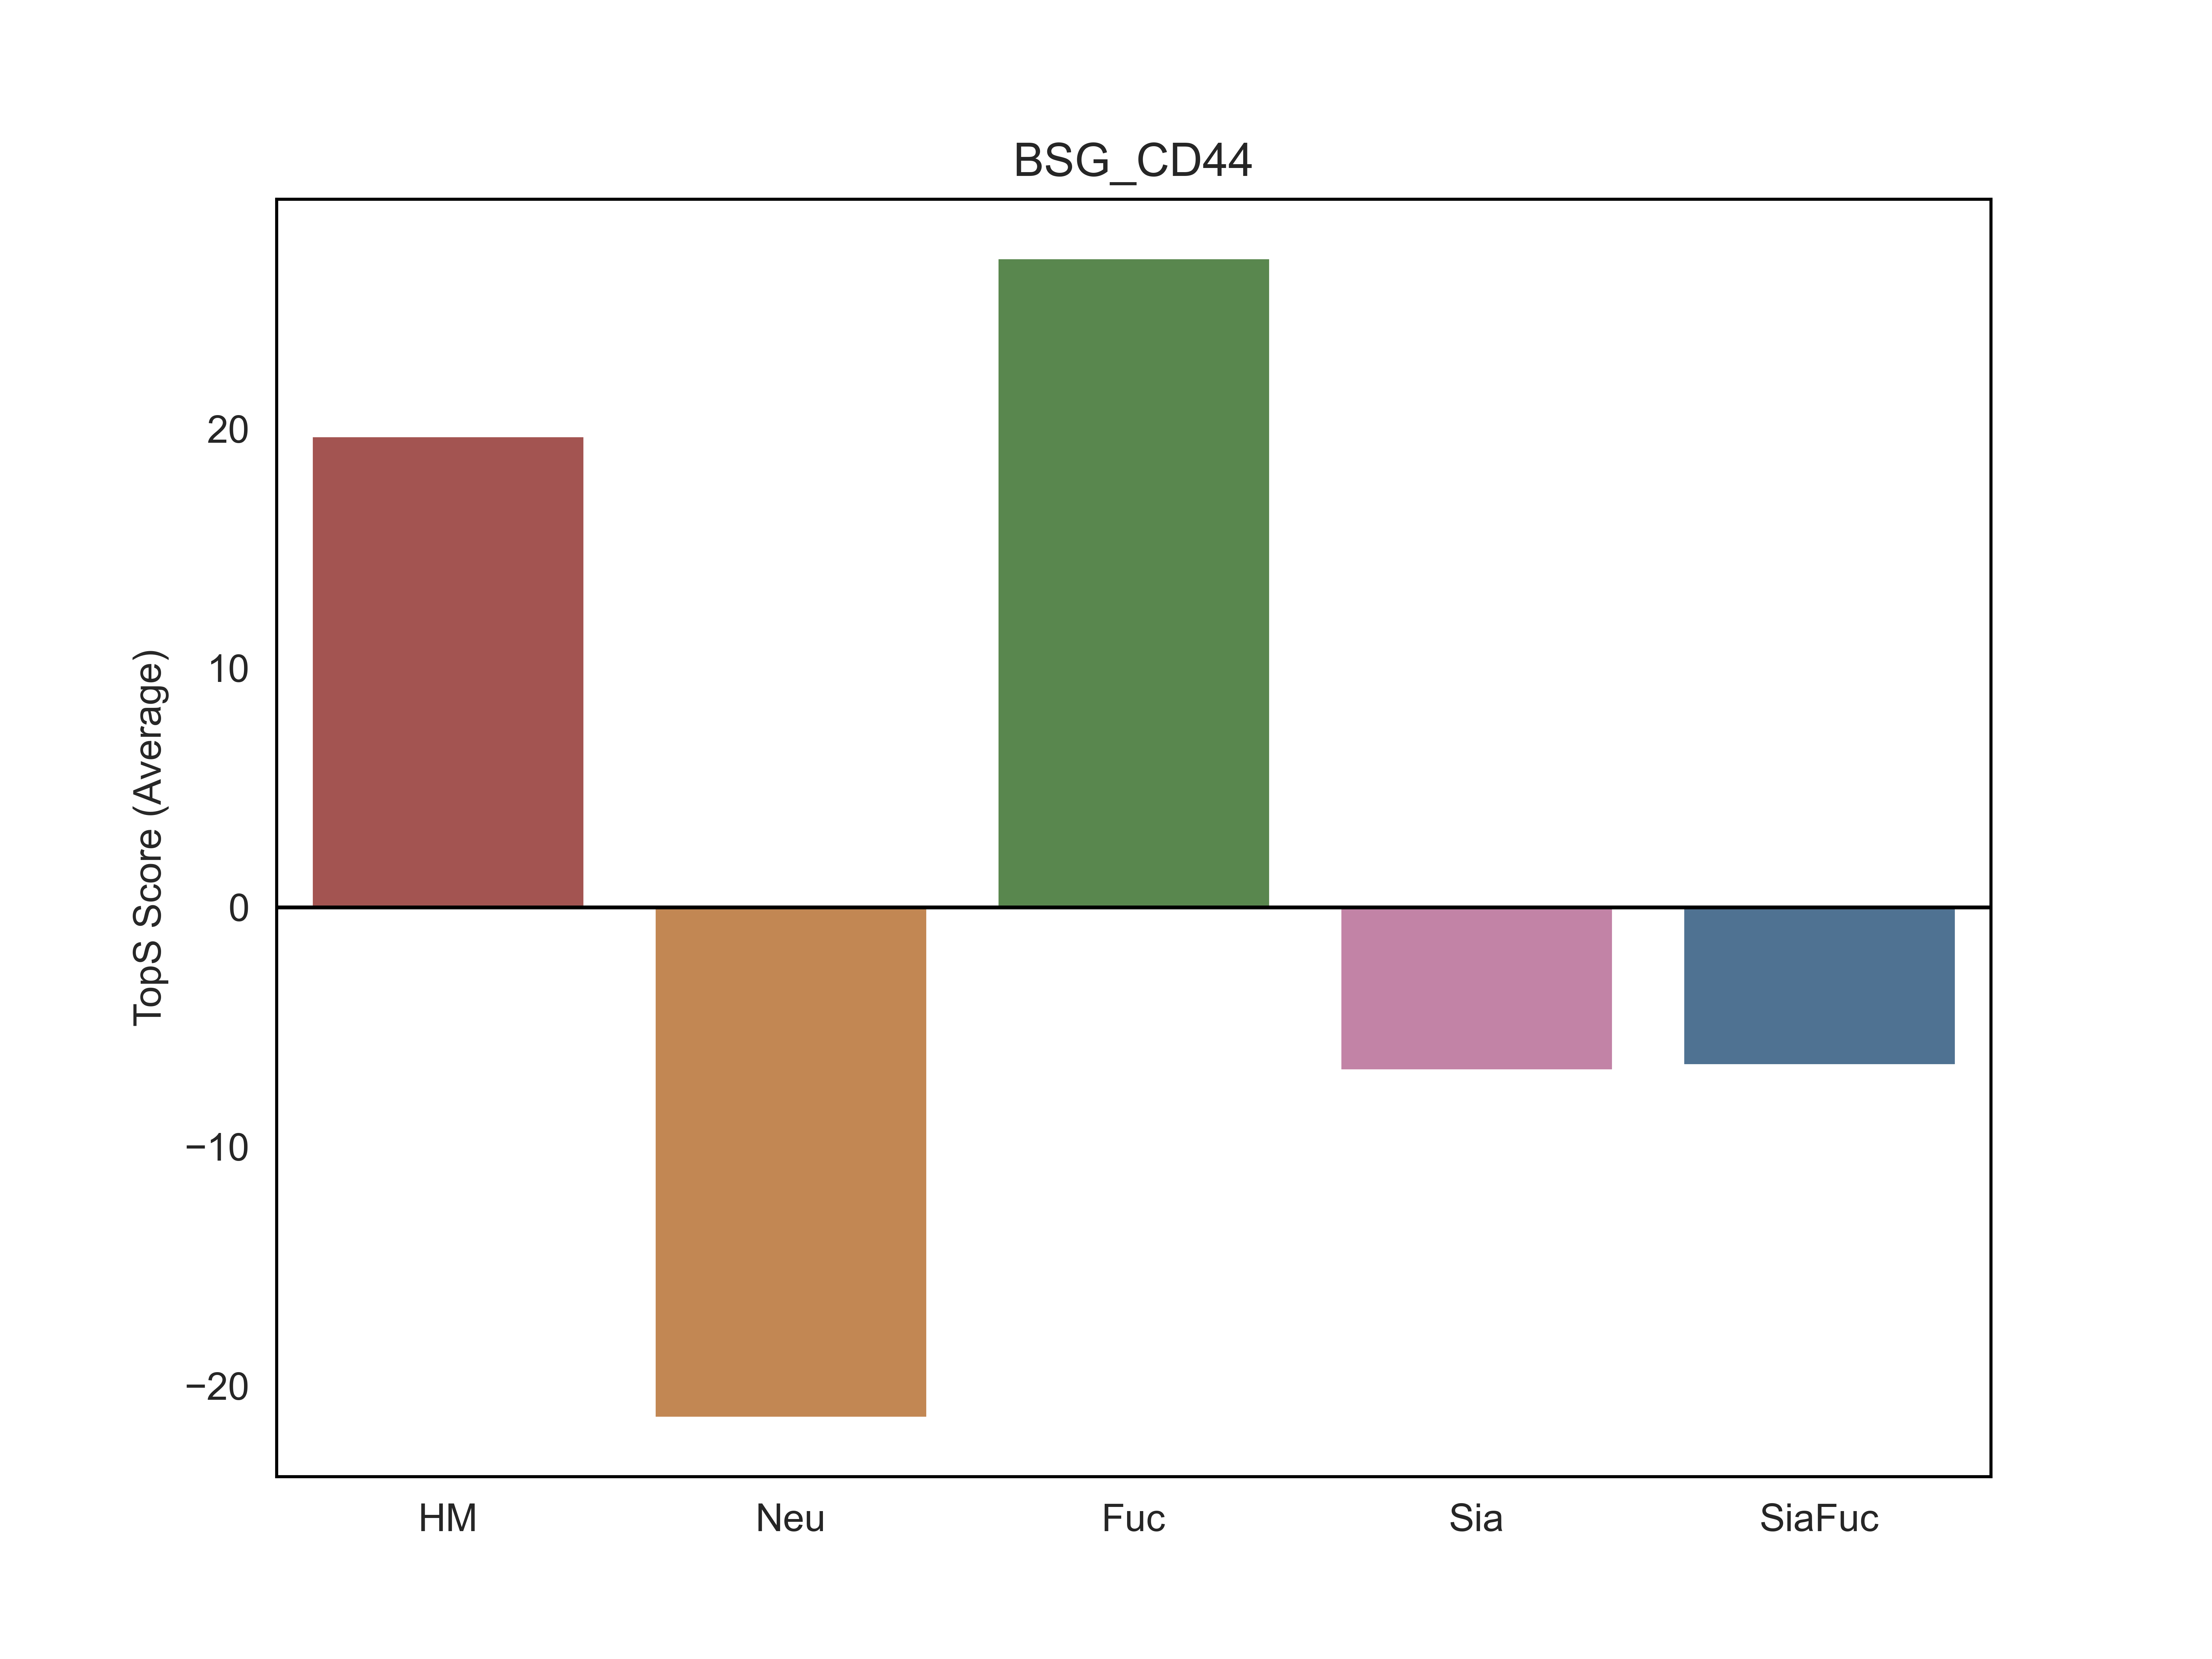 BSG_CD44
TopS Score (Average)
20
10
0
−10
−20
HM
Neu
Fuc
Sia
SiaFuc